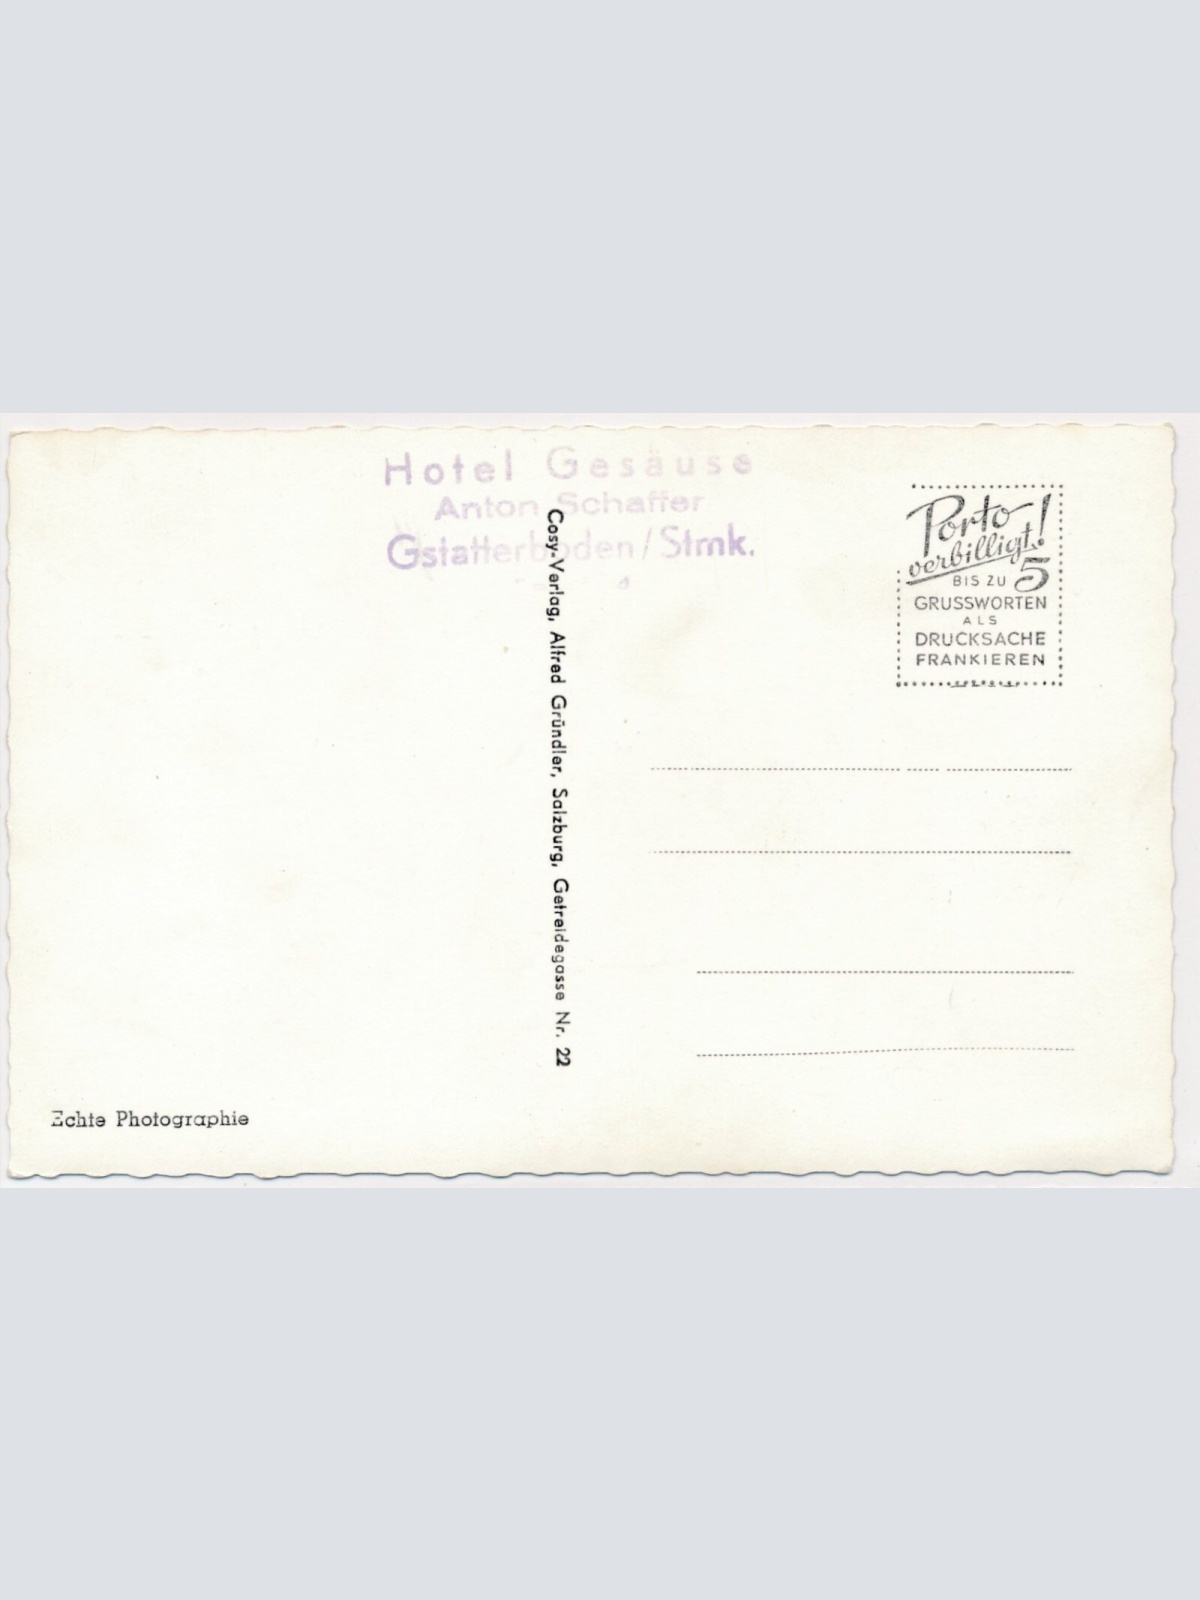 Hotel Gesäuse
Anton Schaffer
Gstatterboden / Stmk.
Cosy-Verlag, Alfred Gründler, Salzburg, Getreidegasse Nr. 22
Porto
verbilligt!
BIS ZU 5
GRUSSWORTEN
ALS
DRUCKSACHE
FRANKIEREN
Echte Photographie